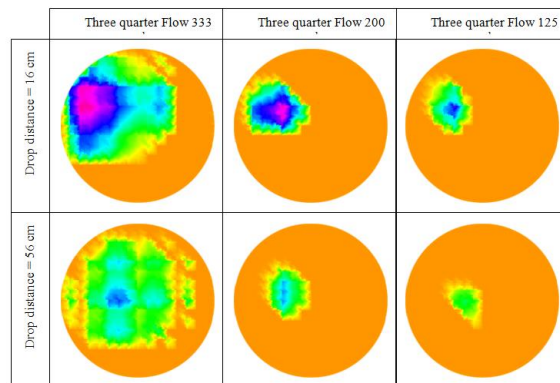 Three quarter Flow 333
Three quarter Flow 200
Three quarter Flow 125
Drop distance = 16 cm
Drop distance = 56 cm